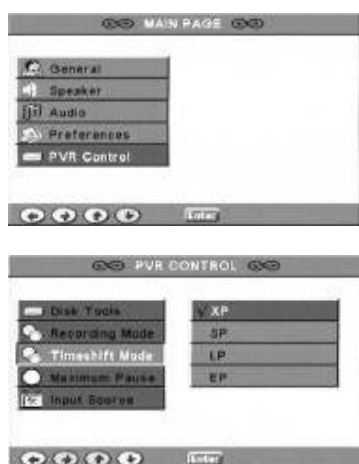 MAIN PAGE
General
Speaker
Audio
Preferences
PVR Control
Enter
PVR CONTROL
Disk Tools
Recording Mode
Timeshift Mode
Maximum Pause
Input Source
√ XP
SP
LP
EP
Enter